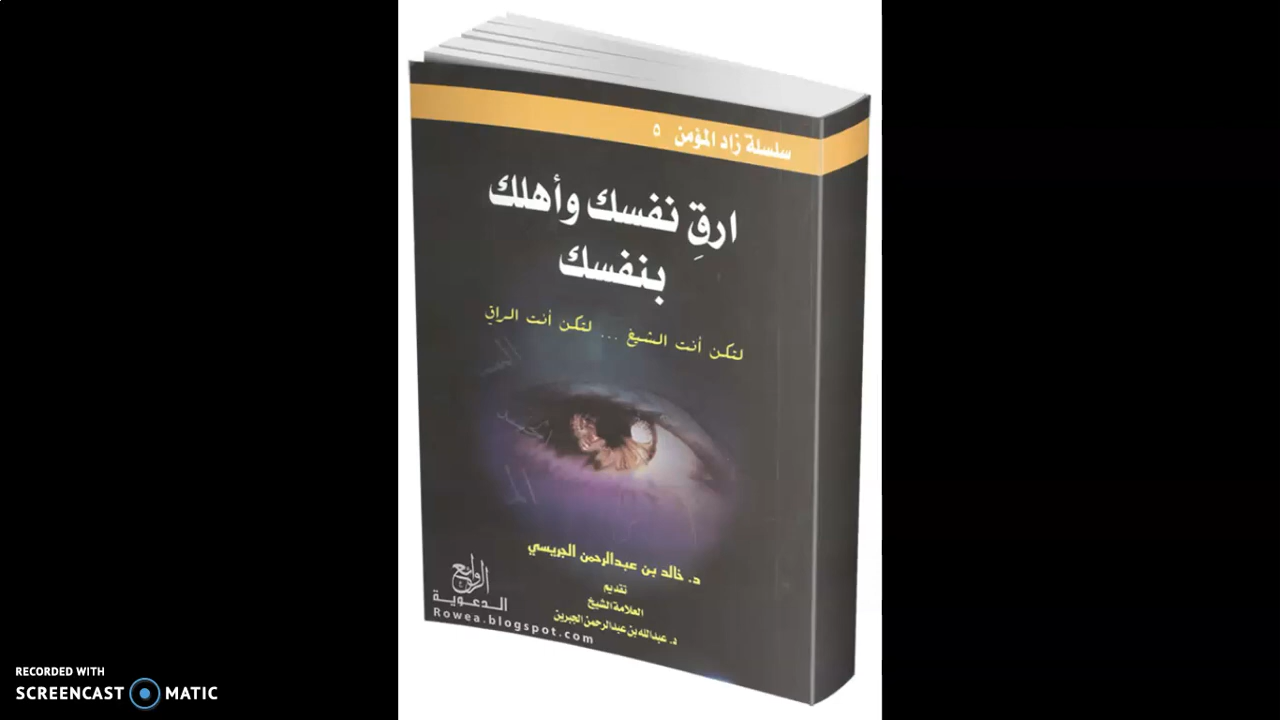 سلسلة زاد المؤمن ٥
ارقِ نفسك وأهلك
بنفسك
لتكن أنت الشيخ ... لتكن أنت الراقِ
د. خالد بن عبدالرحمن الجريسي
تقديم
العلامة الشيخ
د. عبدالله بن عبدالرحمن الجبرين
الروائع
الدعوية
Rowea.blogspot.com
RECORDED WITH
SCREENCAST MATIC